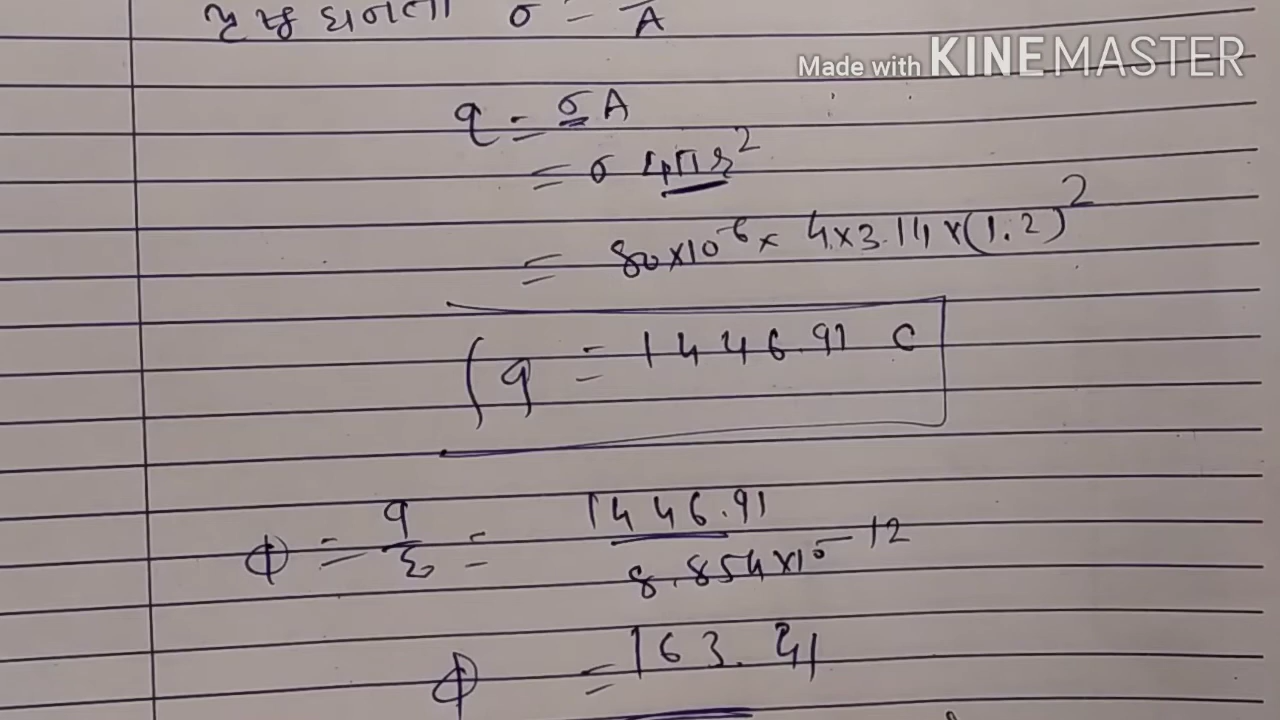 पृष्ठ घनता σ = A
Made with KINEMASTER
q = σ A
= σ 4πr²
= 80×10⁻⁶ × 4×3.14×(1.2)²
q = 1446.91 C
φ = q/ε = 1446.91 / 8.854×10⁻¹²
φ = 163.41